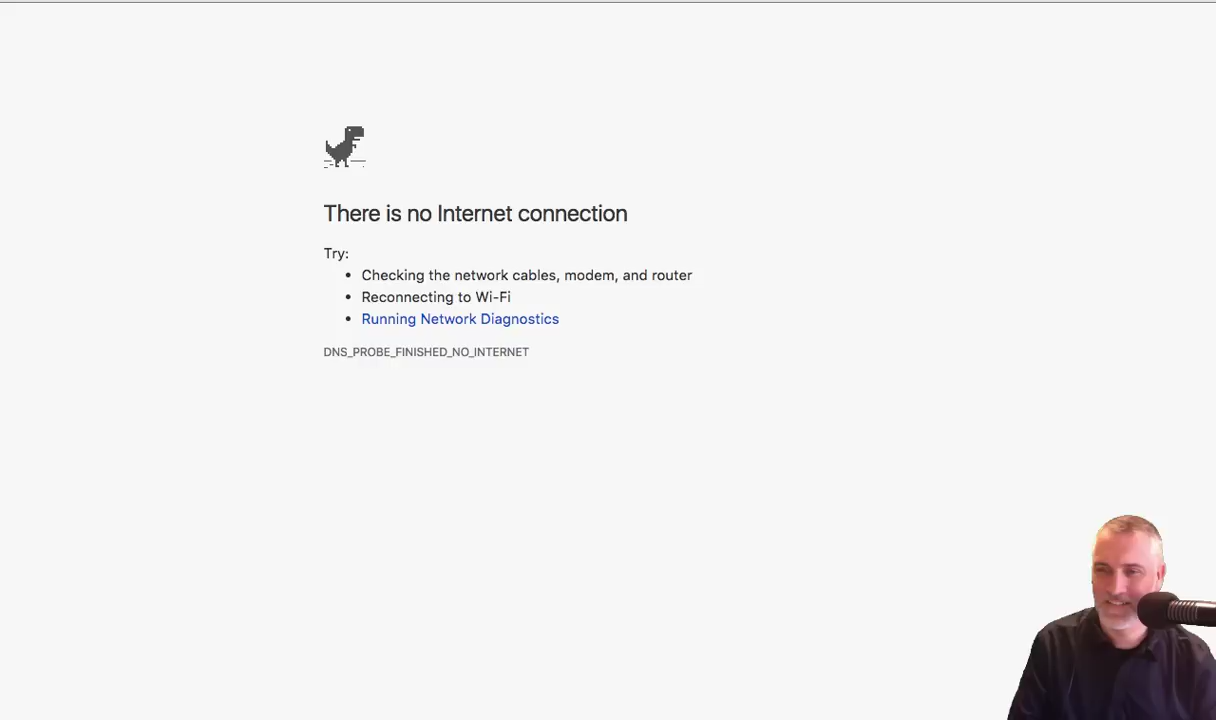 There is no Internet connection
Try:
Checking the network cables, modem, and router
Reconnecting to Wi-Fi
Running Network Diagnostics
DNS_PROBE_FINISHED_NO_INTERNET